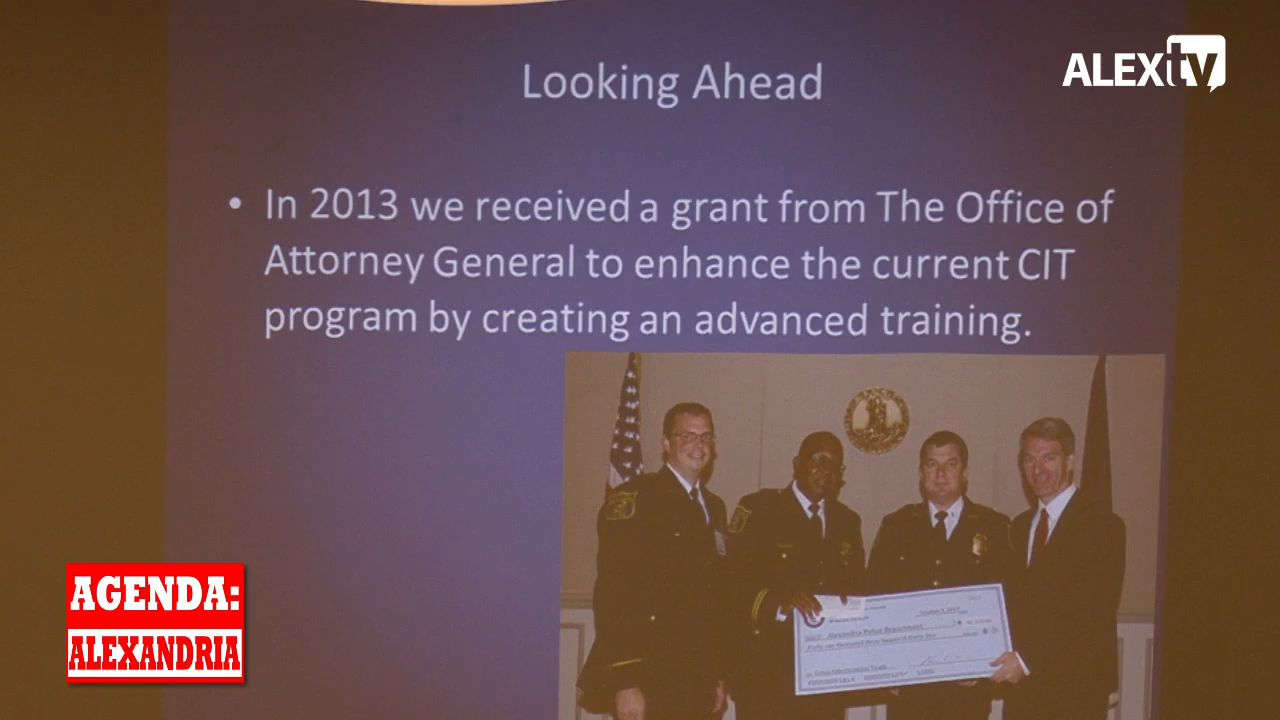 Looking Ahead
ALEXtv
• In 2013 we received a grant from The Office of
Attorney General to enhance the current CIT
program by creating an advanced training.
Alexandria Police Department
AGENDA:
ALEXANDRIA